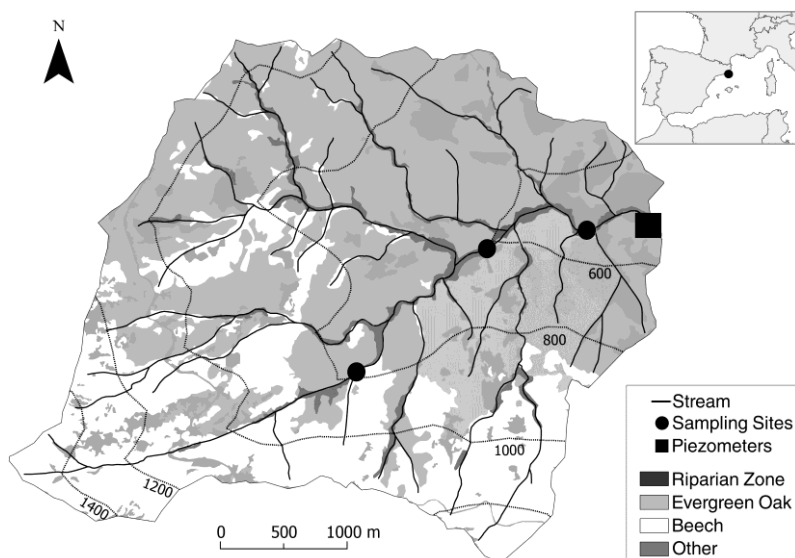 N
600
800
1000
1200
1400
0 500 1000 m
Stream
Sampling Sites
Piezometers
Riparian Zone
Evergreen Oak
Beech
Other